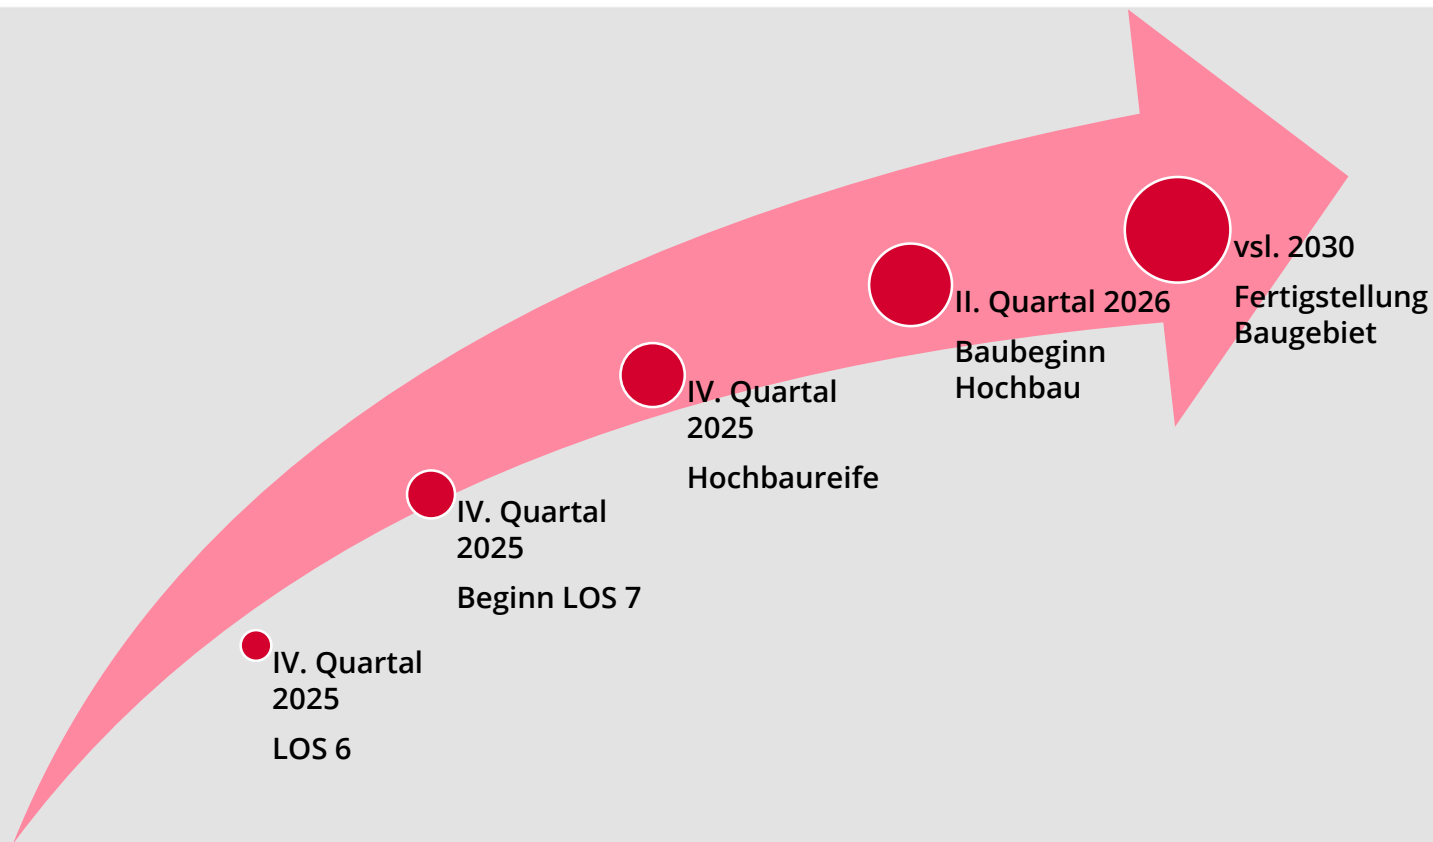 IV. Quartal
2025
LOS 6
IV. Quartal
2025
Beginn LOS 7
IV. Quartal
2025
Hochbaureife
II. Quartal 2026
Baubeginn
Hochbau
vsl. 2030
Fertigstellung
Baugebiet